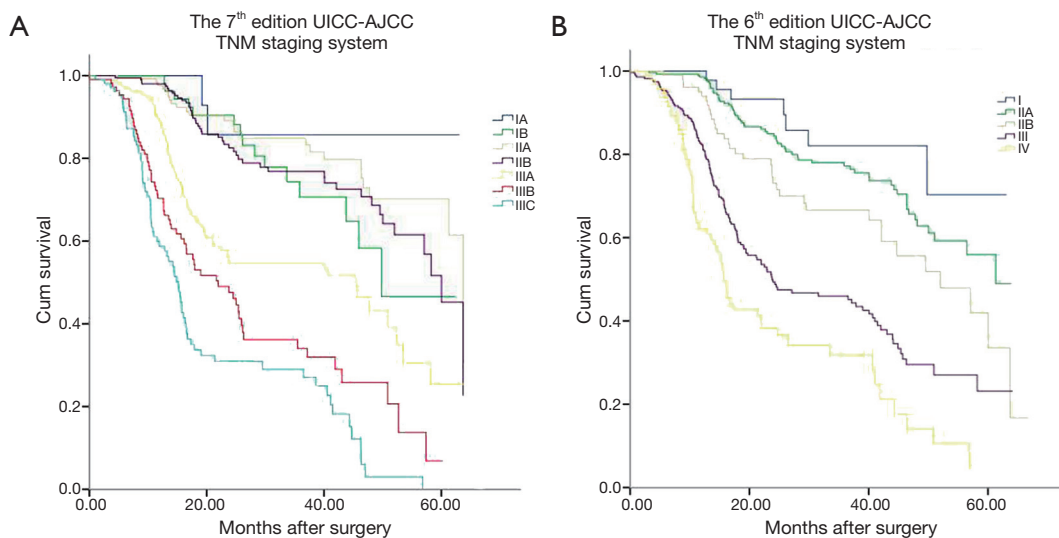 A
The 7th edition UICC-AJCC
TNM staging system
1.0
0.8
0.6
0.4
0.2
0.0
Cum survival
0.00
20.00
40.00
60.00
Months after surgery
IA
IB
IIA
IIB
IIIA
IIIB
IIIC
B
The 6th edition UICC-AJCC
TNM staging system
1.0
0.8
0.6
0.4
0.2
0.0
Cum survival
0.00
20.00
40.00
60.00
Months after surgery
I
IIA
IIB
III
IV